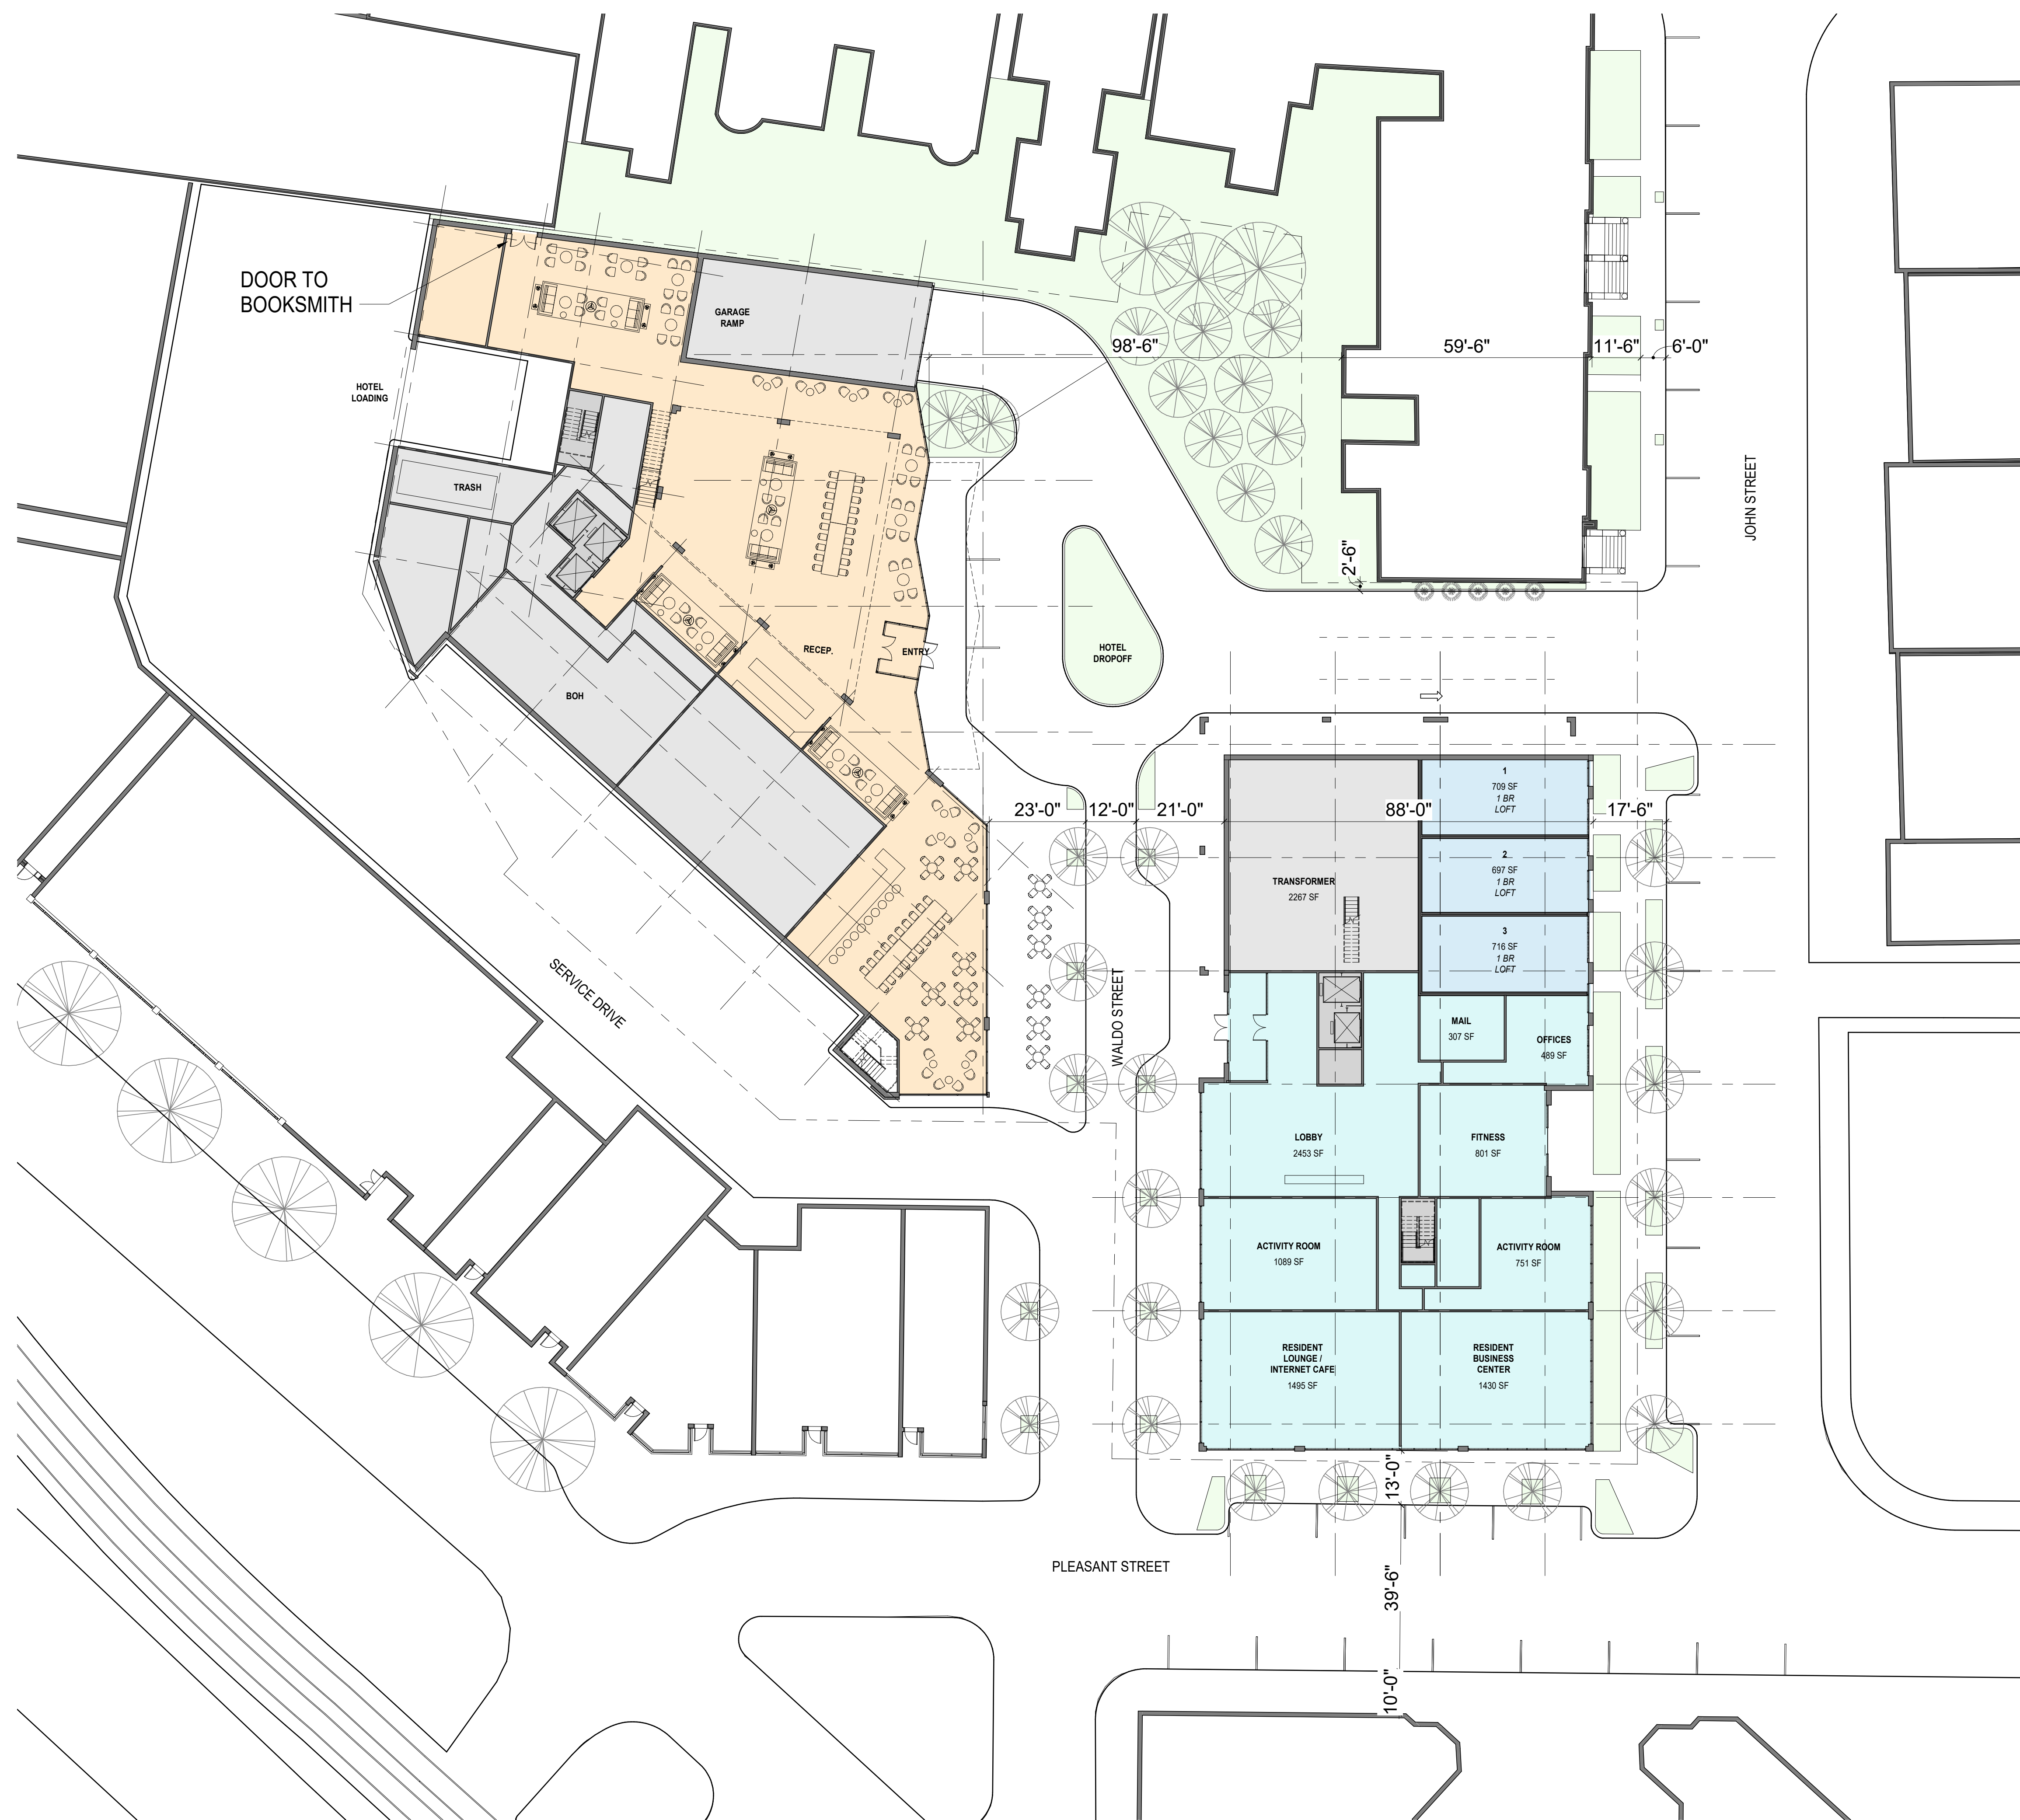 DOOR TO
BOOKSMITH
GARAGE
RAMP
98'-6"
59'-6"
11'-6"
6'-0"
HOTEL
LOADING
TRASH
JOHN STREET
2'-6"
RECEP.
ENTRY
HOTEL
DROPOFF
BOH
1
709 SF
1 BR
LOFT
23'-0"
12'-0"
21'-0"
88'-0"
17'-6"
2
697 SF
1 BR
LOFT
TRANSFORMER
2267 SF
3
716 SF
1 BR
LOFT
SERVICE DRIVE
WALDO STREET
MAIL
307 SF
OFFICES
489 SF
LOBBY
2453 SF
FITNESS
801 SF
ACTIVITY ROOM
1089 SF
ACTIVITY ROOM
751 SF
RESIDENT
LOUNGE /
INTERNET CAFE
1495 SF
RESIDENT
BUSINESS
CENTER
1430 SF
13'-0"
PLEASANT STREET
39'-6"
10'-0"